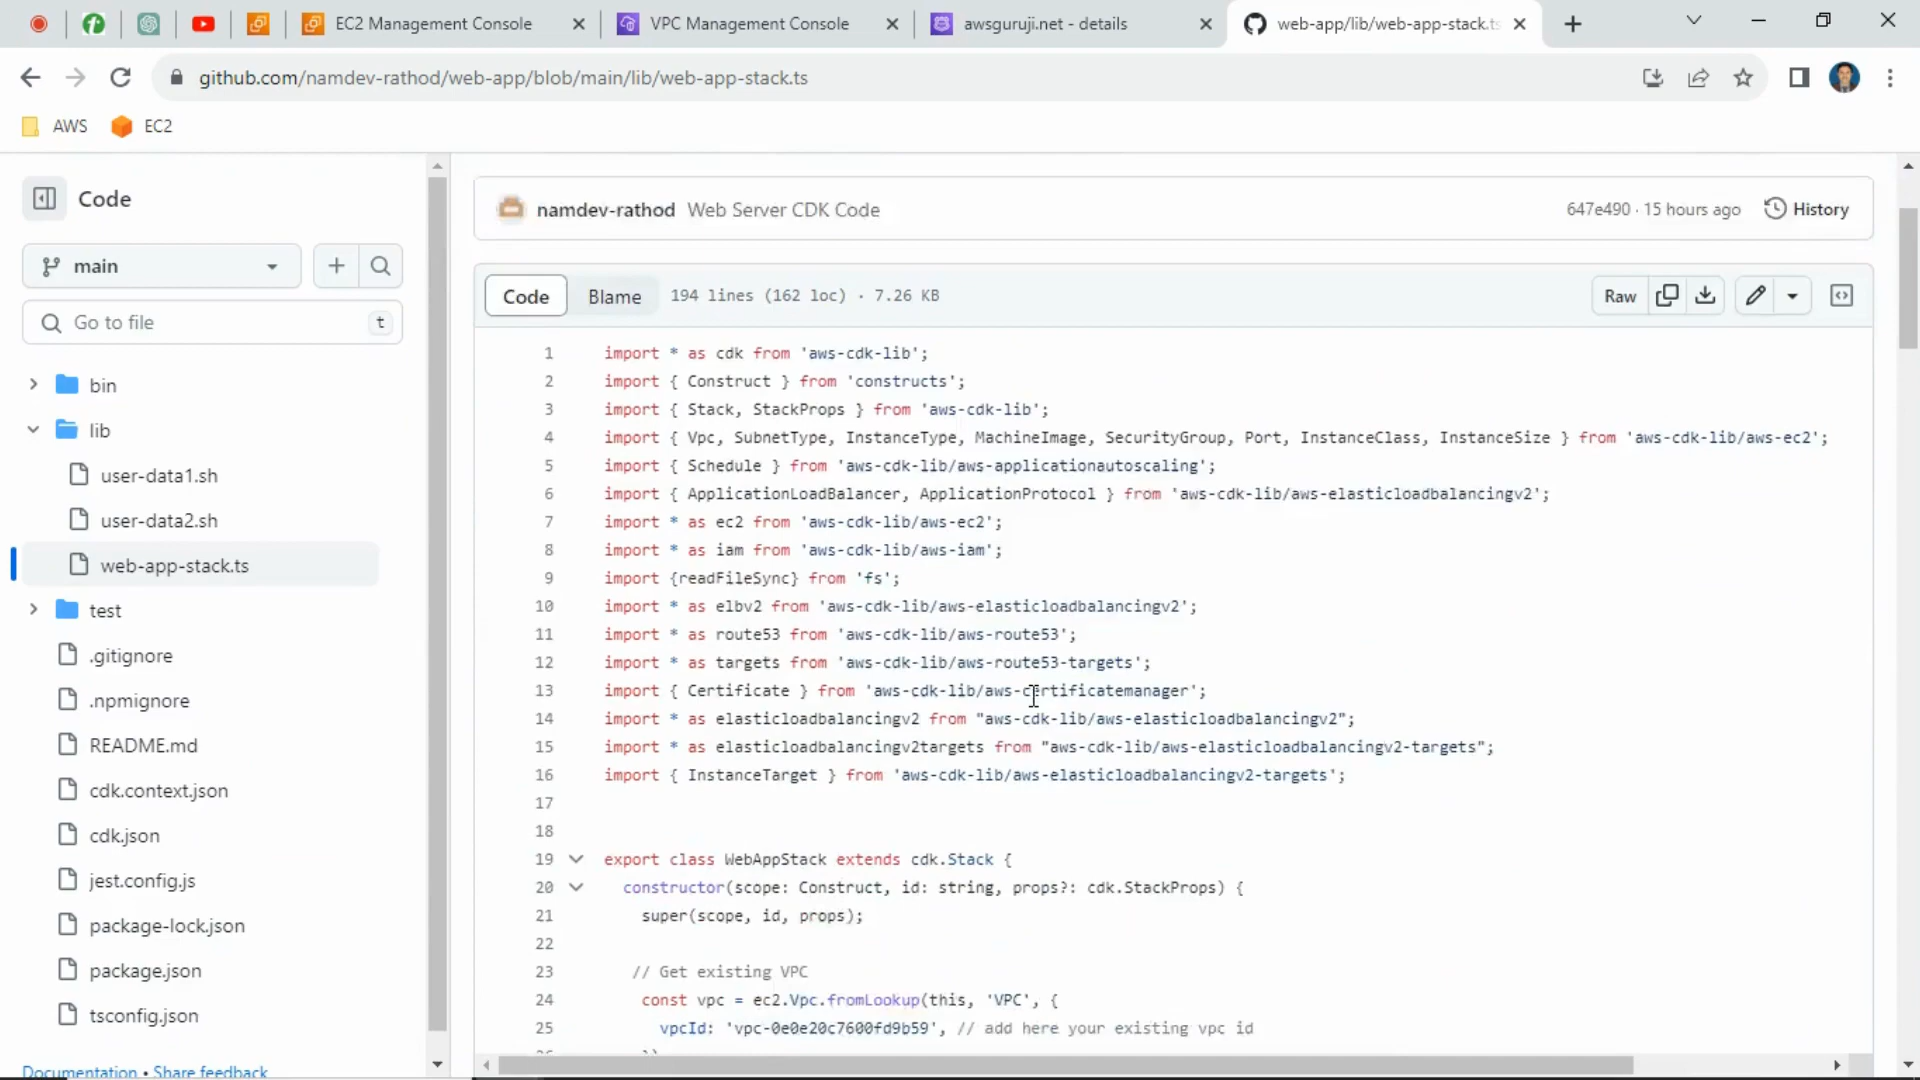 EC2 Management Console
VPC Management Console
awsguruji.net - details
web-app/lib/web-app-stack.ts
github.com/namdev-rathod/web-app/blob/main/lib/web-app-stack.ts
AWS
EC2
Code
main
Go to file
t
bin
lib
user-data1.sh
user-data2.sh
web-app-stack.ts
test
.gitignore
.npmignore
README.md
cdk.context.json
cdk.json
jest.config.js
package-lock.json
package.json
tsconfig.json
Documentation • Share feedback
namdev-rathod Web Server CDK Code
647e490 · 15 hours ago
History
Code
Blame
194 lines (162 loc) · 7.26 KB
Raw
1 import * as cdk from 'aws-cdk-lib';
2 import { Construct } from 'constructs';
3 import { Stack, StackProps } from 'aws-cdk-lib';
4 import { Vpc, SubnetType, InstanceType, MachineImage, SecurityGroup, Port, InstanceClass, InstanceSize } from 'aws-cdk-lib/aws-ec2';
5 import { Schedule } from 'aws-cdk-lib/aws-applicationautoscaling';
6 import { ApplicationLoadBalancer, ApplicationProtocol } from 'aws-cdk-lib/aws-elasticloadbalancingv2';
7 import * as ec2 from 'aws-cdk-lib/aws-ec2';
8 import * as iam from 'aws-cdk-lib/aws-iam';
9 import {readFileSync} from 'fs';
10 import * as elbv2 from 'aws-cdk-lib/aws-elasticloadbalancingv2';
11 import * as route53 from 'aws-cdk-lib/aws-route53';
12 import * as targets from 'aws-cdk-lib/aws-route53-targets';
13 import { Certificate } from 'aws-cdk-lib/aws-certificatemanager';
14 import * as elasticloadbalancingv2 from "aws-cdk-lib/aws-elasticloadbalancingv2";
15 import * as elasticloadbalancingv2targets from "aws-cdk-lib/aws-elasticloadbalancingv2-targets";
16 import { InstanceTarget } from 'aws-cdk-lib/aws-elasticloadbalancingv2-targets';
17
18
19 export class WebAppStack extends cdk.Stack {
20 constructor(scope: Construct, id: string, props?: cdk.StackProps) {
21 super(scope, id, props);
22
23 // Get existing VPC
24 const vpc = ec2.Vpc.fromLookup(this, 'VPC', {
25 vpcId: 'vpc-0e0e20c7600fd9b59', // add here your existing vpc id
26 })